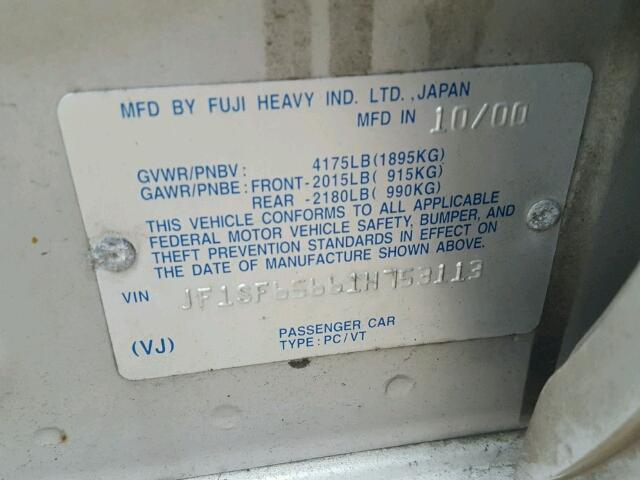 MFD BY FUJI HEAVY IND. LTD., JAPAN
MFD IN 10/00
GVWR/PNBV: 4175LB(1895KG)
GAWR/PNBE: FRONT-2015LB( 915KG)
REAR -2180LB( 990KG)
THIS VEHICLE CONFORMS TO ALL APPLICABLE
FEDERAL MOTOR VEHICLE SAFETY, BUMPER, AND
THEFT PREVENTION STANDARDS IN EFFECT ON
THE DATE OF MANUFACTURE SHOWN ABOVE.
VIN JF1SF65661H753113
(VJ)
PASSENGER CAR
TYPE: PC/VT